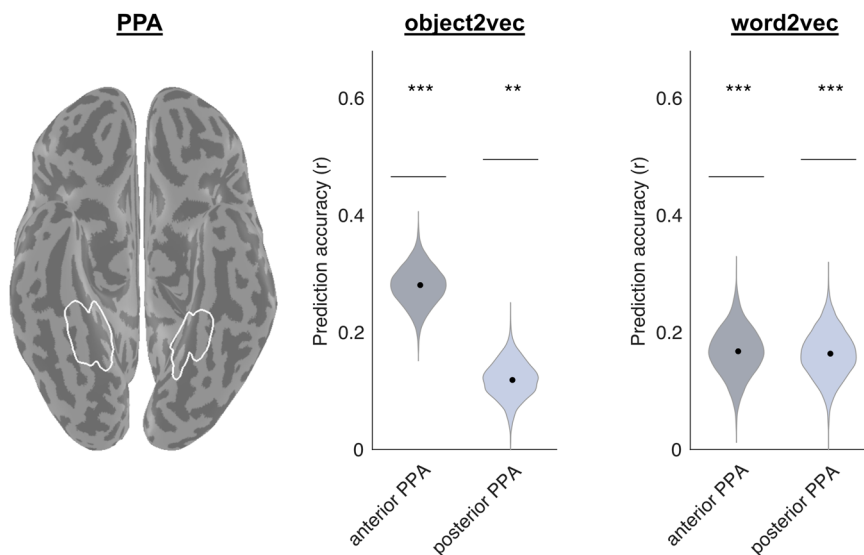 PPA
object2vec
word2vec
Prediction accuracy (r)
0.6
0.4
0.2
0
***
**
anterior PPA
posterior PPA
Prediction accuracy (r)
0.6
0.4
0.2
0
***
***
anterior PPA
posterior PPA